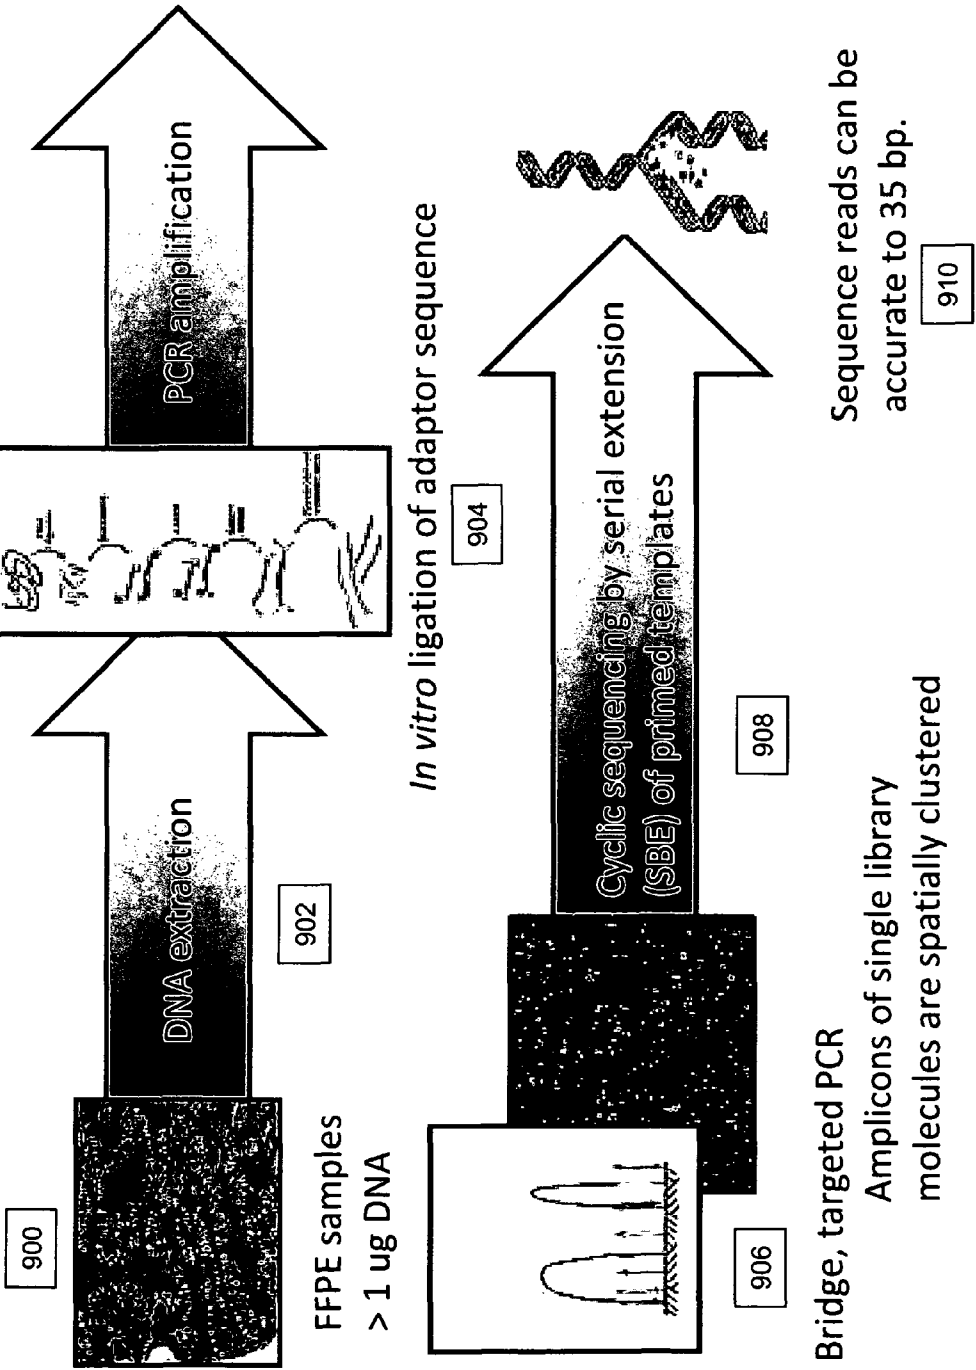 900
FFPE samples
> 1 ug DNA
DNA extraction
902
In vitro ligation of adaptor sequence
904
PCR amplification
906
Bridge, targeted PCR
Amplicons of single library
molecules are spatially clustered
Cyclic sequencing by serial extension
(SBE) of primed templates
908
Sequence reads can be
accurate to 35 bp.
910